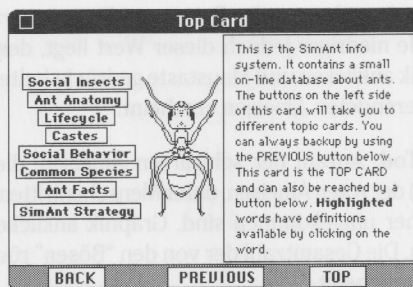 Top Card
Social Insects
Ant Anatomy
Lifecycle
Castes
Social Behavior
Common Species
Ant Facts
SimAnt Strategy
This is the SimAnt info
system. It contains a small
on-line database about ants.
The buttons on the left side
of this card will take you to
different topic cards. You
can always backup by using
the PREVIOUS button below.
This card is the TOP CARD
and can also be reached by a
button below. Highlighted
words have definitions
available by clicking on the
word.
BACK
PREVIOUS
TOP